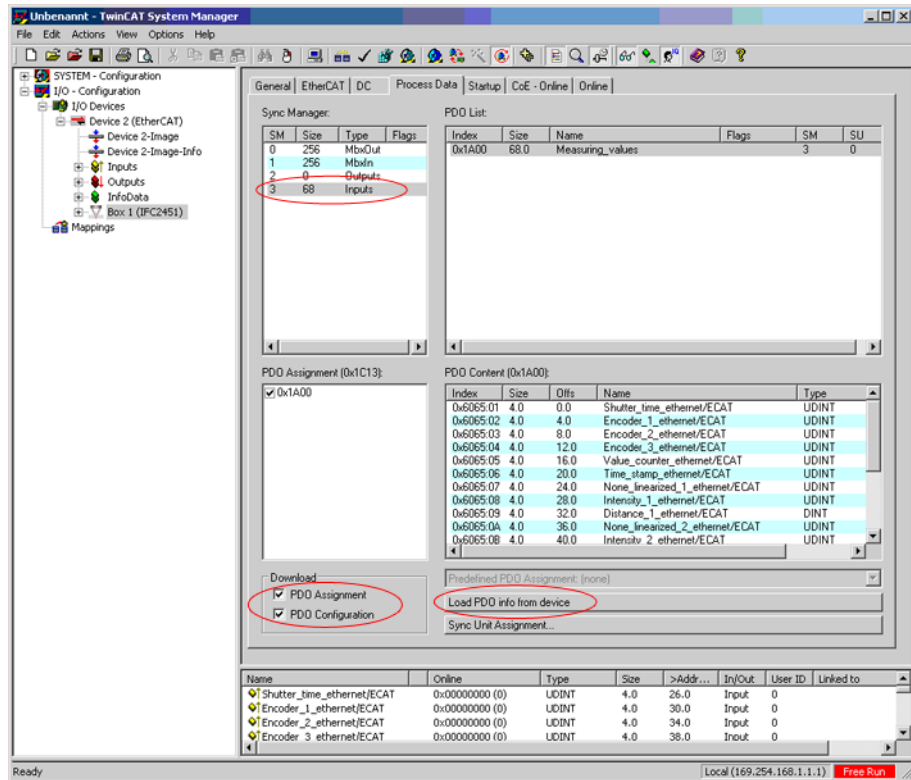 Unbenannt - TwinCAT System Manager
File Edit Actions View Options Help
SYSTEM - Configuration
I/O - Configuration
I/O Devices
Device 2 (EtherCAT)
Device 2-Image
Device 2-Image-Info
Inputs
Outputs
InfoData
Box 1 (IFC2451)
Mappings
General EtherCAT DC Process Data Startup CoE - Online Online
Sync Manager:
SM Size Type Flags
0 256 MbxOut
1 256 MbxIn
2 0 Outputs
3 68 Inputs
PDO List:
Index Size Name Flags SM SU
0x1A00 68.0 Measuring_values 3 0
PDO Assignment (0x1C13):
0x1A00
PDO Content (0x1A00):
Index Size Offs Name Type
0x6065:01 4.0 0.0 Shutter_time_ethernet/ECAT UDINT
0x6065:02 4.0 4.0 Encoder_1_ethernet/ECAT UDINT
0x6065:03 4.0 8.0 Encoder_2_ethernet/ECAT UDINT
0x6065:04 4.0 12.0 Encoder_3_ethernet/ECAT UDINT
0x6065:05 4.0 16.0 Value_counter_ethernet/ECAT UDINT
0x6065:06 4.0 20.0 Time_stamp_ethernet/ECAT UDINT
0x6065:07 4.0 24.0 None_linearized_1_ethernet/ECAT UDINT
0x6065:08 4.0 28.0 Intensity_1_ethernet/ECAT UDINT
0x6065:09 4.0 32.0 Distance_1_ethernet/ECAT DINT
0x6065:0A 4.0 36.0 None_linearized_2_ethernet/ECAT UDINT
0x6065:0B 4.0 40.0 Intensity_2_ethernet/ECAT UDINT
Download
PDO Assignment
PDO Configuration
Predefined PDO Assignment: (none)
Load PDO info from device
Sync Unit Assignment...
Name Online Type Size >Addr... In/Out User ID Linked to
Shutter_time_ethernet/ECAT 0x00000000 (0) UDINT 4.0 26.0 Input 0
Encoder_1_ethernet/ECAT 0x00000000 (0) UDINT 4.0 30.0 Input 0
Encoder_2_ethernet/ECAT 0x00000000 (0) UDINT 4.0 34.0 Input 0
Encoder_3_ethernet/ECAT 0x00000000 (0) UDINT 4.0 38.0 Input 0
Ready
Local (169.254.168.1.1.1) Free Run